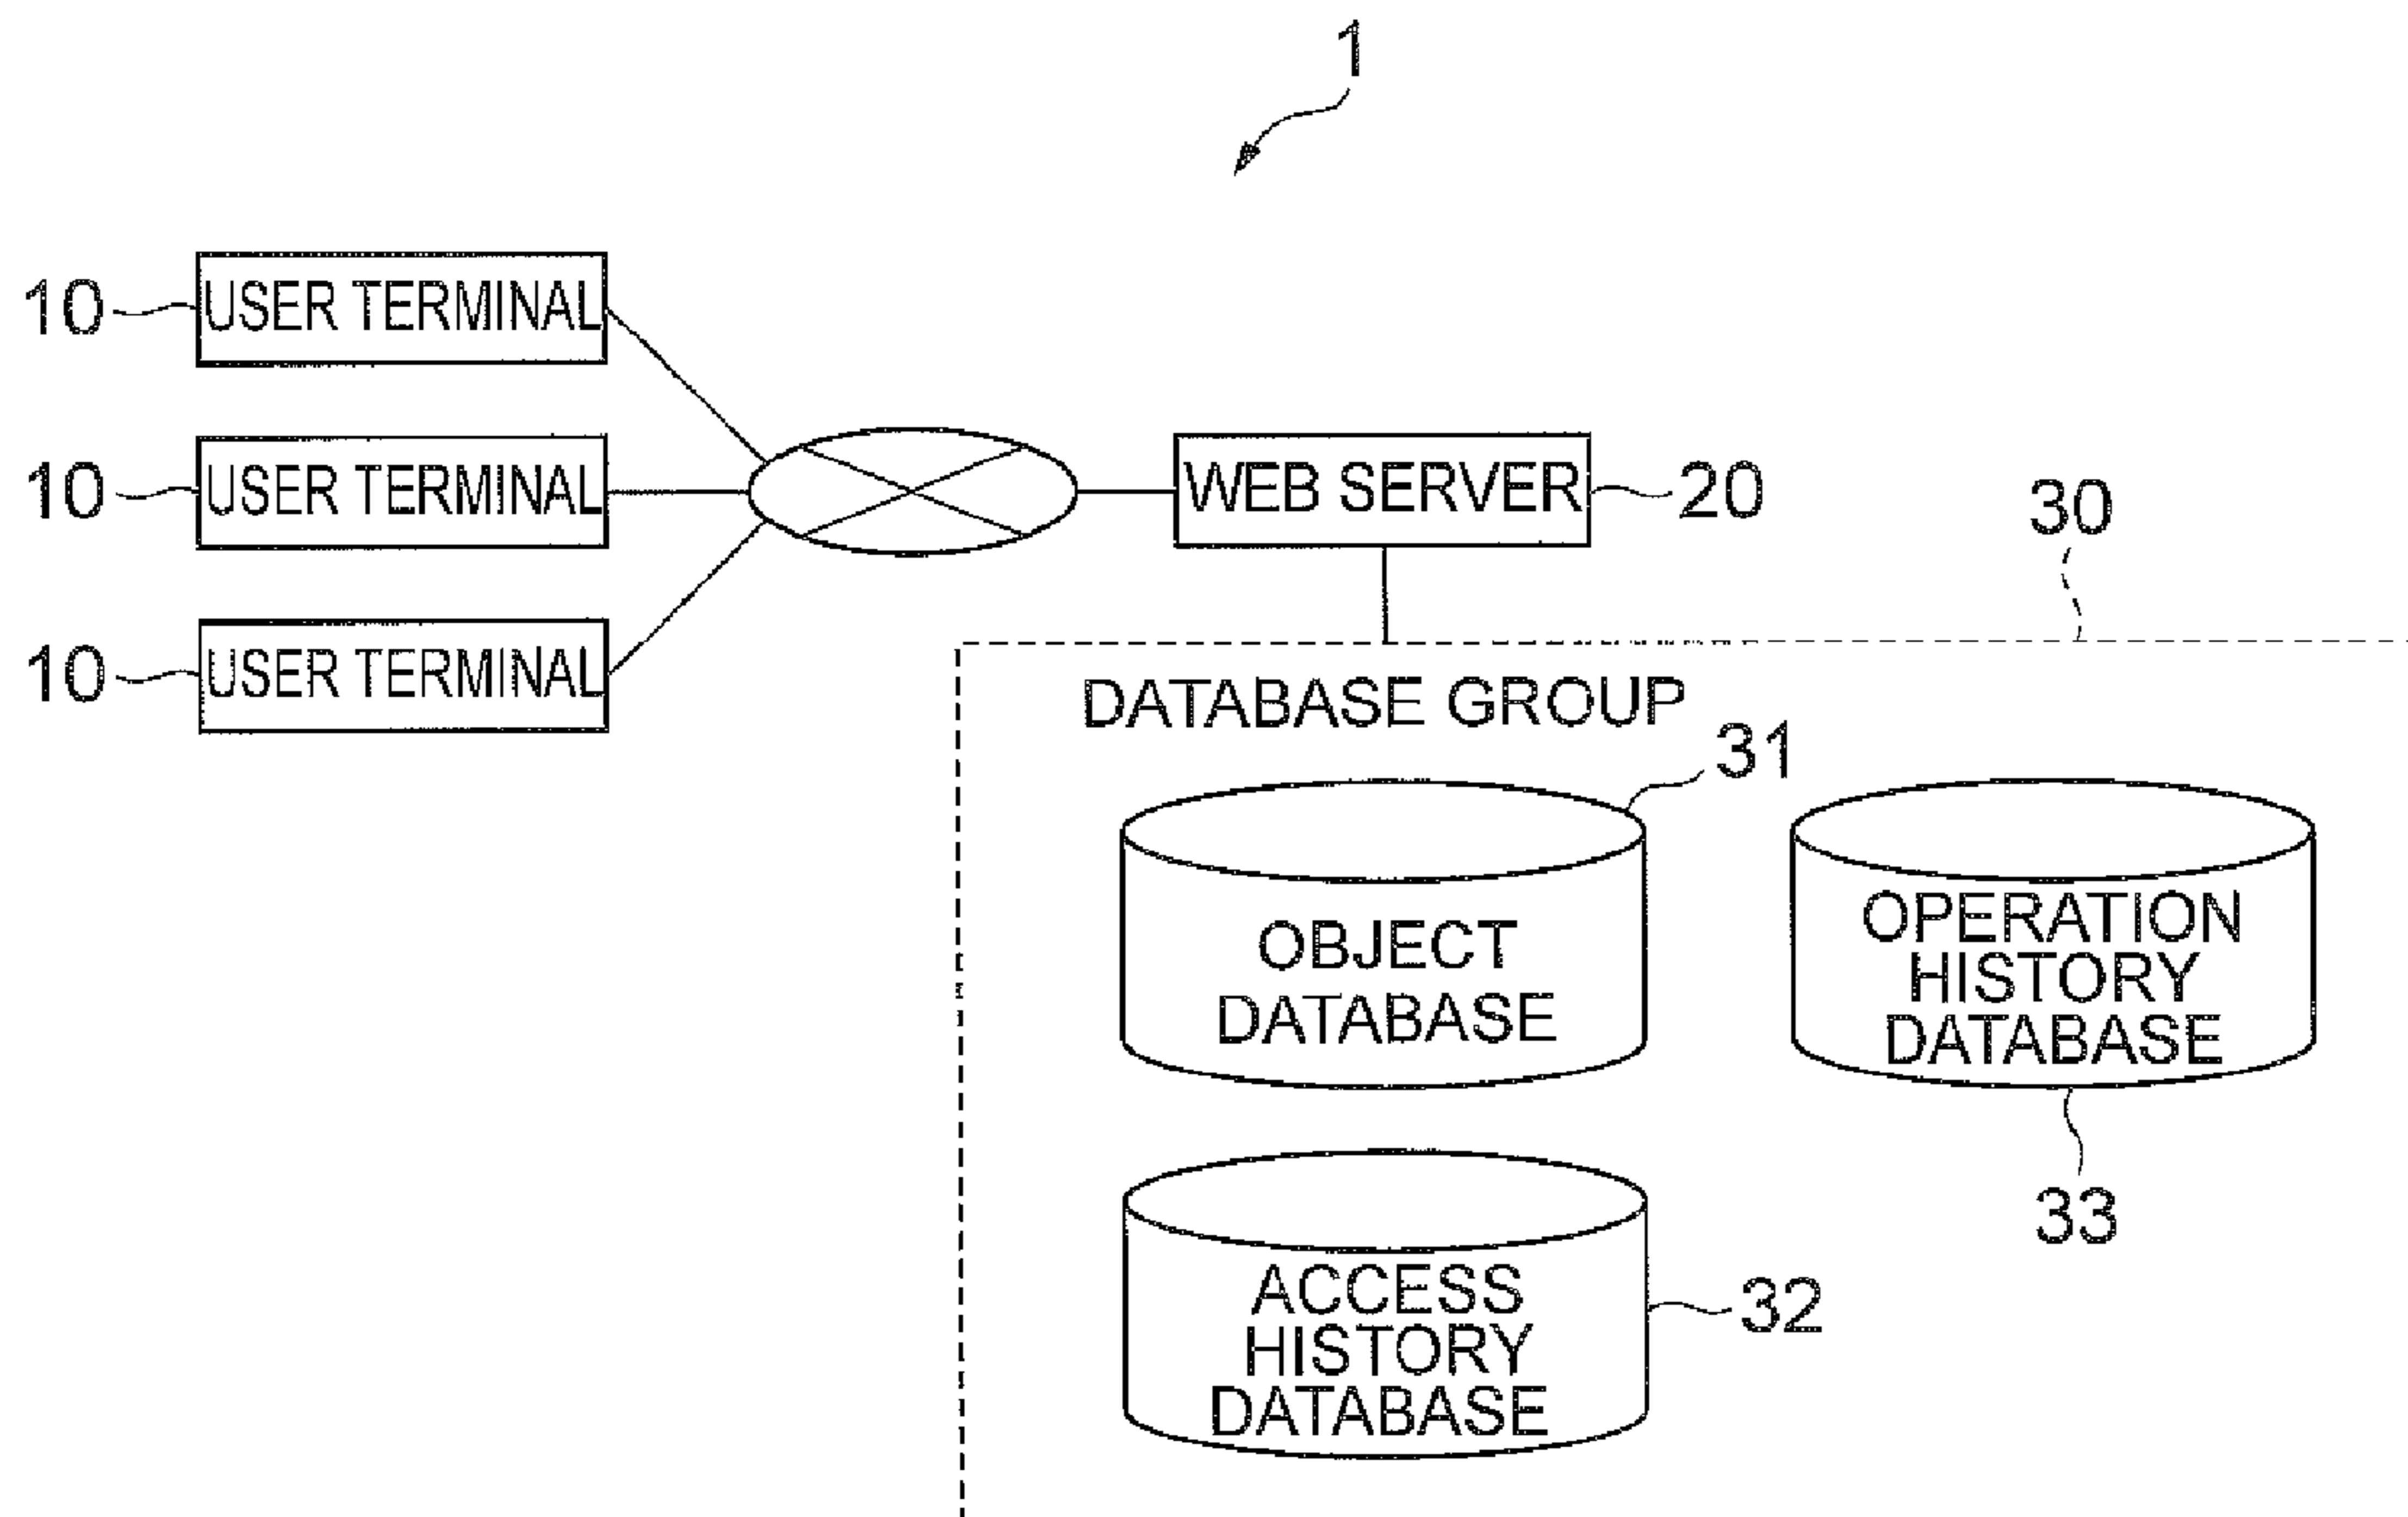 1
10 USER TERMINAL
10 USER TERMINAL
WEB SERVER 20
30
10 USER TERMINAL
DATABASE GROUP
31
OBJECT
DATABASE
OPERATION
HISTORY
DATABASE
33
ACCESS
HISTORY
DATABASE
32